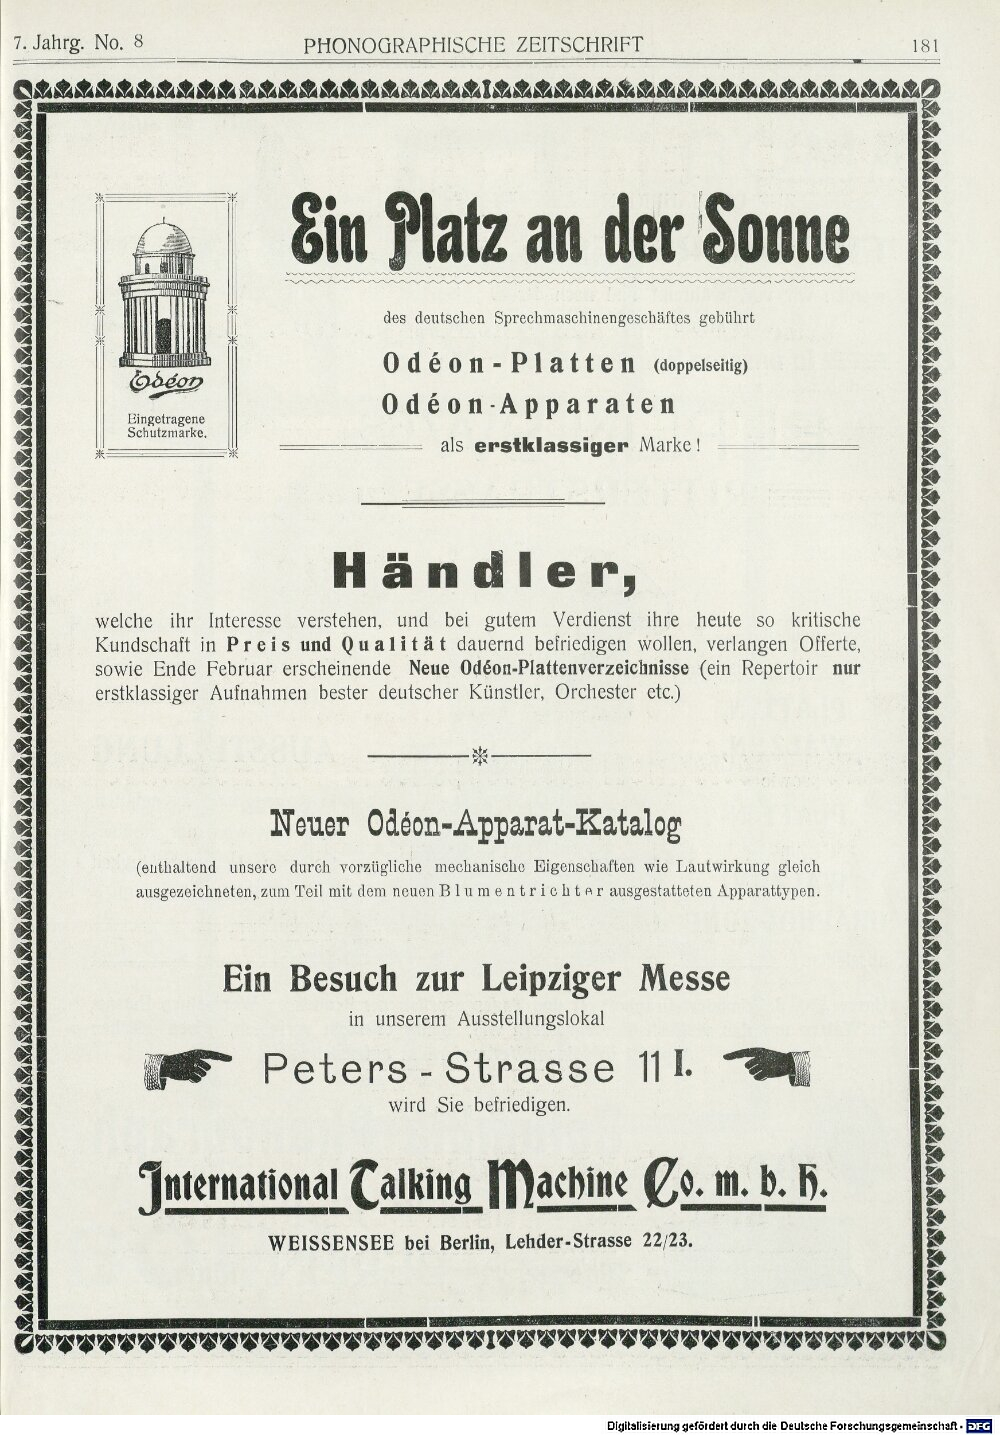 7. Jahrg. No. 8 PHONOGRAPHISCHE ZEITSCHRIFT 181
Ein Platz an der Sonne
des deutschen Sprechmaschinengeschäftes gebührt
Odéon-Platten (doppelseitig)
Odéon-Apparaten
als erstklassiger Marke!
Odéon
Eingetragene
Schutzmarke.
Händler,
welche ihr Interesse verstehen, und bei gutem Verdienst ihre heute so kritische
Kundschaft in Preis und Qualität dauernd befriedigen wollen, verlangen Offerte,
sowie Ende Februar erscheinende Neue Odéon-Plattenverzeichnisse (ein Repertoir nur
erstklassiger Aufnahmen bester deutscher Künstler, Orchester etc.)
Neuer Odéon-Apparat-Katalog
(enthaltend unsere durch vorzügliche mechanische Eigenschaften wie Lautwirkung gleich
ausgezeichneten, zum Teil mit dem neuen Blumentrichter ausgestatteten Apparattypen.
Ein Besuch zur Leipziger Messe
in unserem Ausstellungslokal
Peters-Strasse 11 I.
wird Sie befriedigen.
International Talking Machine Co. m. b. H.
WEISSENSEE bei Berlin, Lehder-Strasse 22/23.
Digitalisierung gefördert durch die Deutsche Forschungsgemeinschaft - DFG